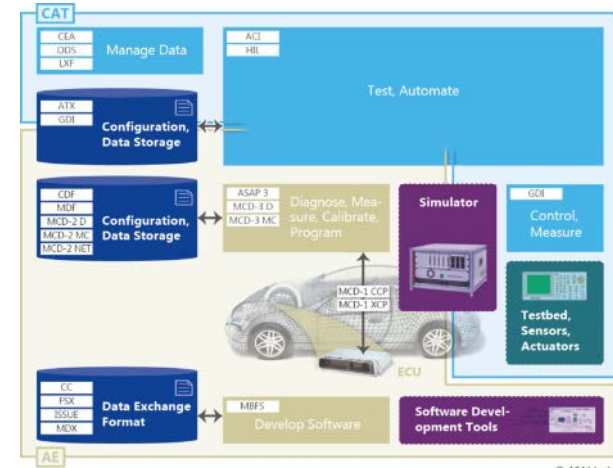 CAT
CEA
ODS
LXF
Manage Data
ACI
HIL
Test, Automate
ATX
GDI
Configuration,
Data Storage
CDF
MDF
MCD-2 D
MCD-2 MC
MCD-2 NET
Configuration,
Data Storage
ASAP 3
MCD-3 D
MCD-3 MC
Diagnose, Mea-
sure, Calibrate,
Program
Simulator
GDI
Control,
Measure
MCD-1 CCP
MCD-1 XCP
Testbed,
Sensors,
Actuators
ECU
CC
FSX
ISSUE
MDX
Data Exchange
Format
MBFS
Develop Software
Software Devel-
opment Tools
AE